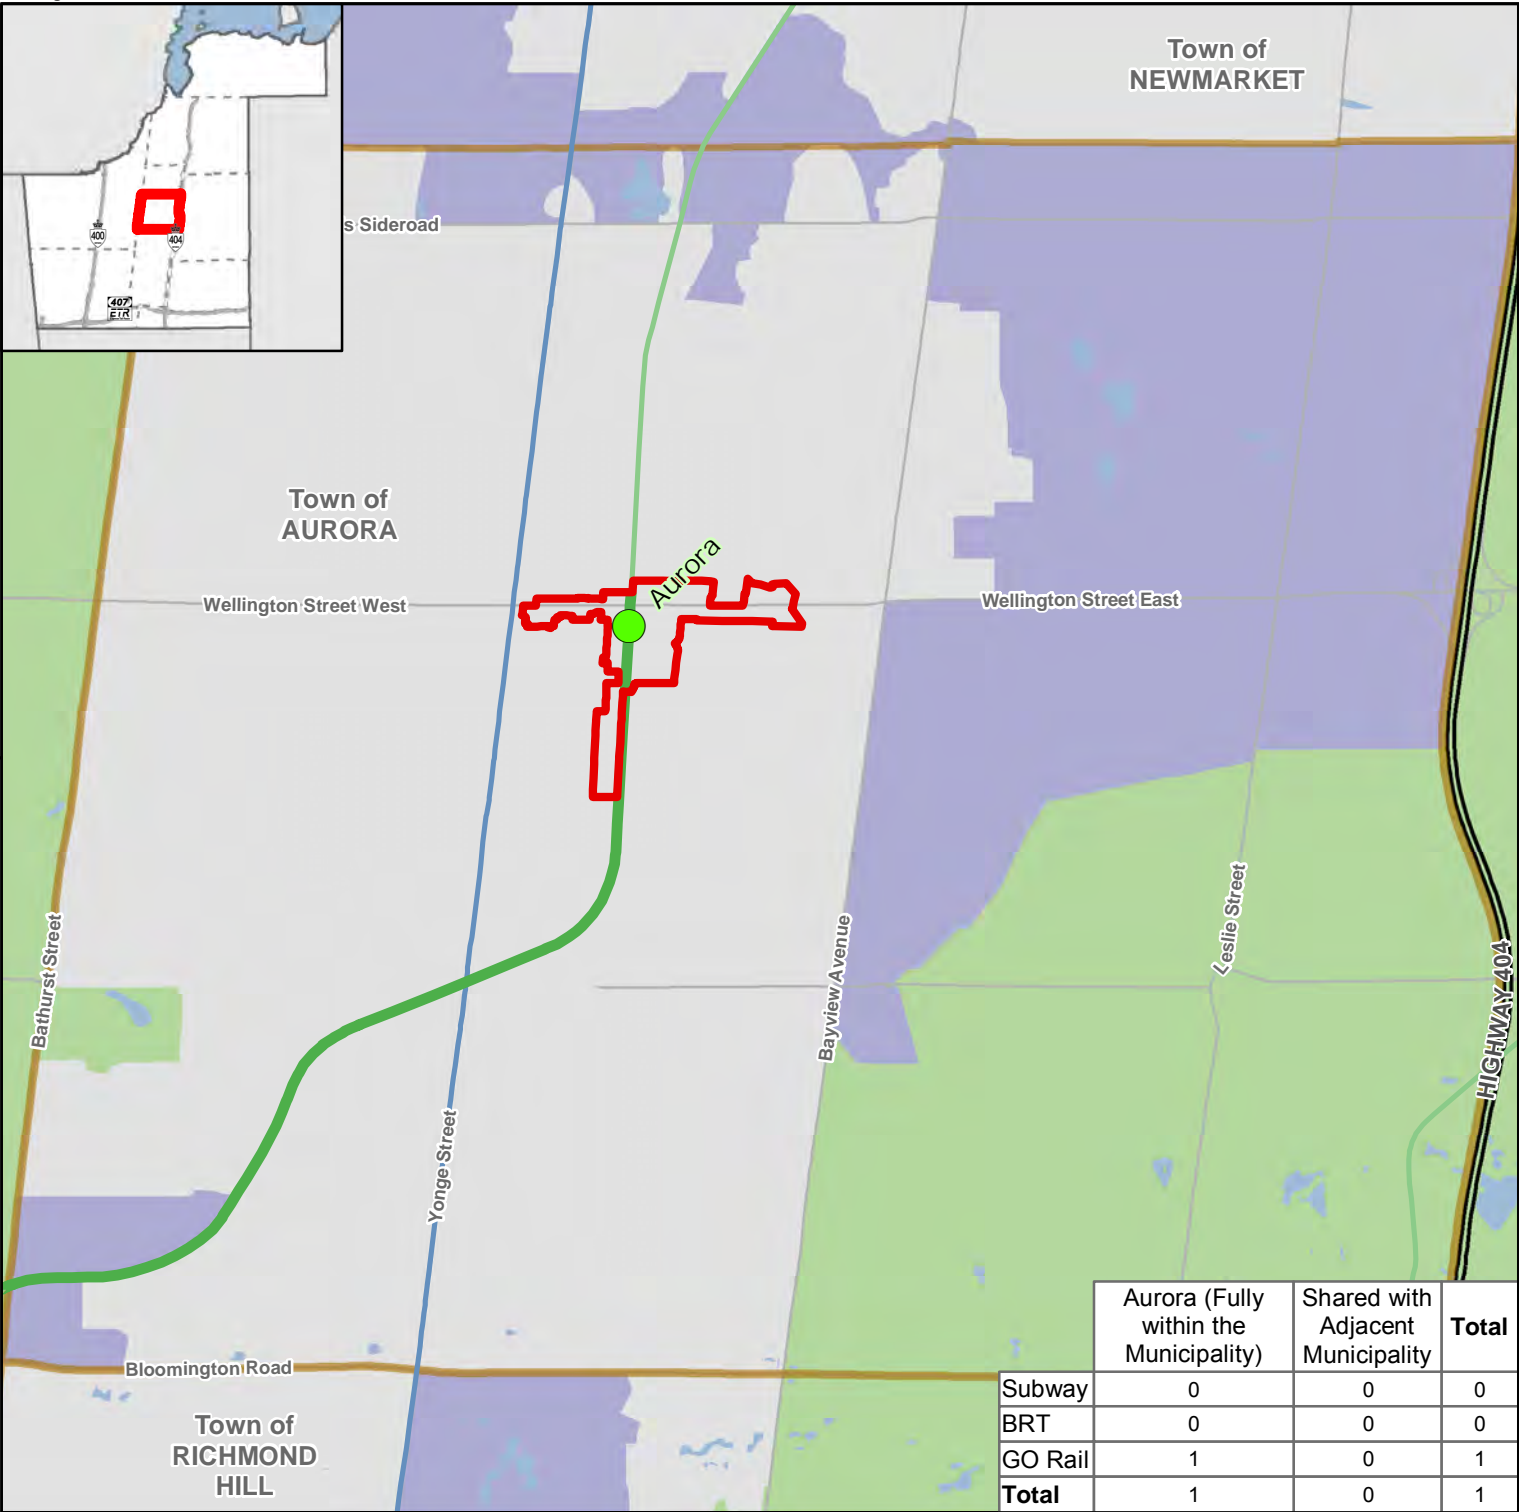 Town of
NEWMARKET
400
404
407
ETR
s Sideroad
Town of
AURORA
Aurora
Wellington Street West
Wellington Street East
Bathurst Street
Bayview Avenue
Leslie Street
HIGHWAY 404
Yonge Street
Bloomington Road
Town of
RICHMOND
HILL
Aurora (Fully
within the
Municipality)
Shared with
Adjacent
Municipality
Total
Subway 0 0 0
BRT 0 0 0
GO Rail 1 0 1
Total 1 0 1